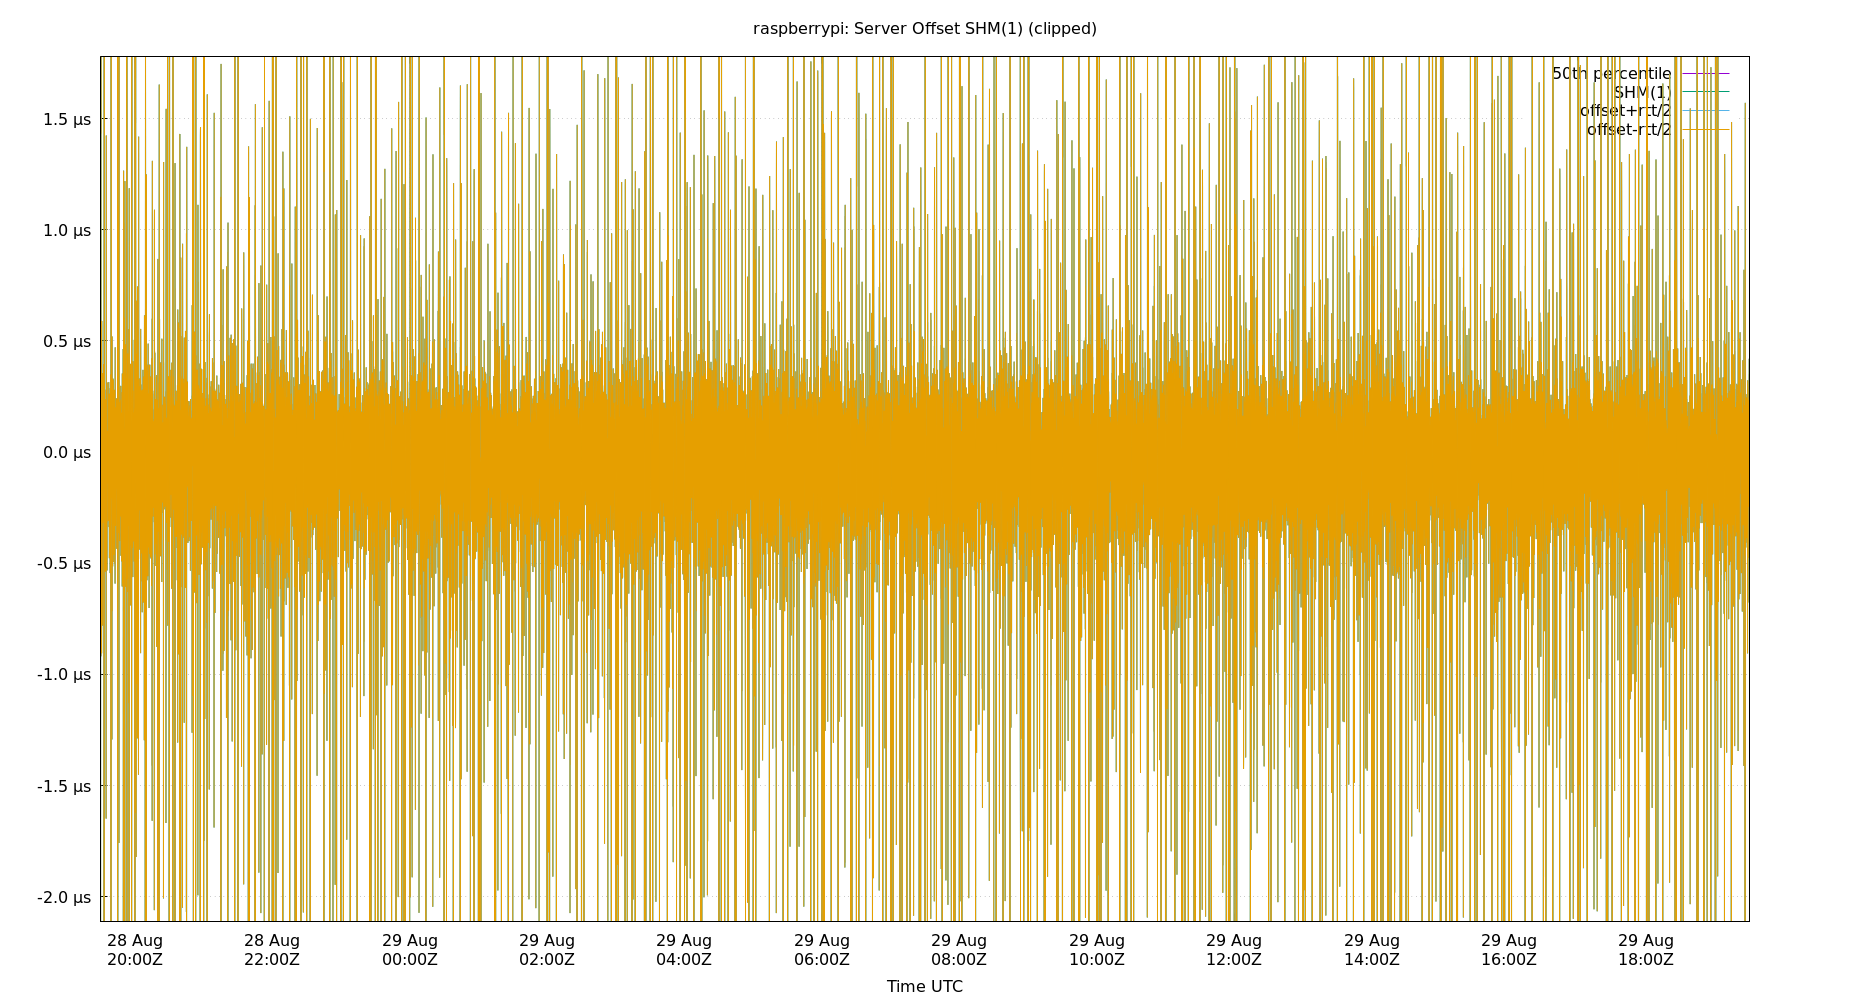 raspberrypi: Server Offset SHM(1) (clipped)
50th percentile
SHM(1)
offset+rtt/2
offset-rtt/2
1.5 µs
1.0 µs
0.5 µs
0.0 µs
-0.5 µs
-1.0 µs
-1.5 µs
-2.0 µs
28 Aug 28 Aug 29 Aug 29 Aug 29 Aug 29 Aug 29 Aug 29 Aug 29 Aug 29 Aug 29 Aug 29 Aug
20:00Z 22:00Z 00:00Z 02:00Z 04:00Z 06:00Z 08:00Z 10:00Z 12:00Z 14:00Z 16:00Z 18:00Z
Time UTC